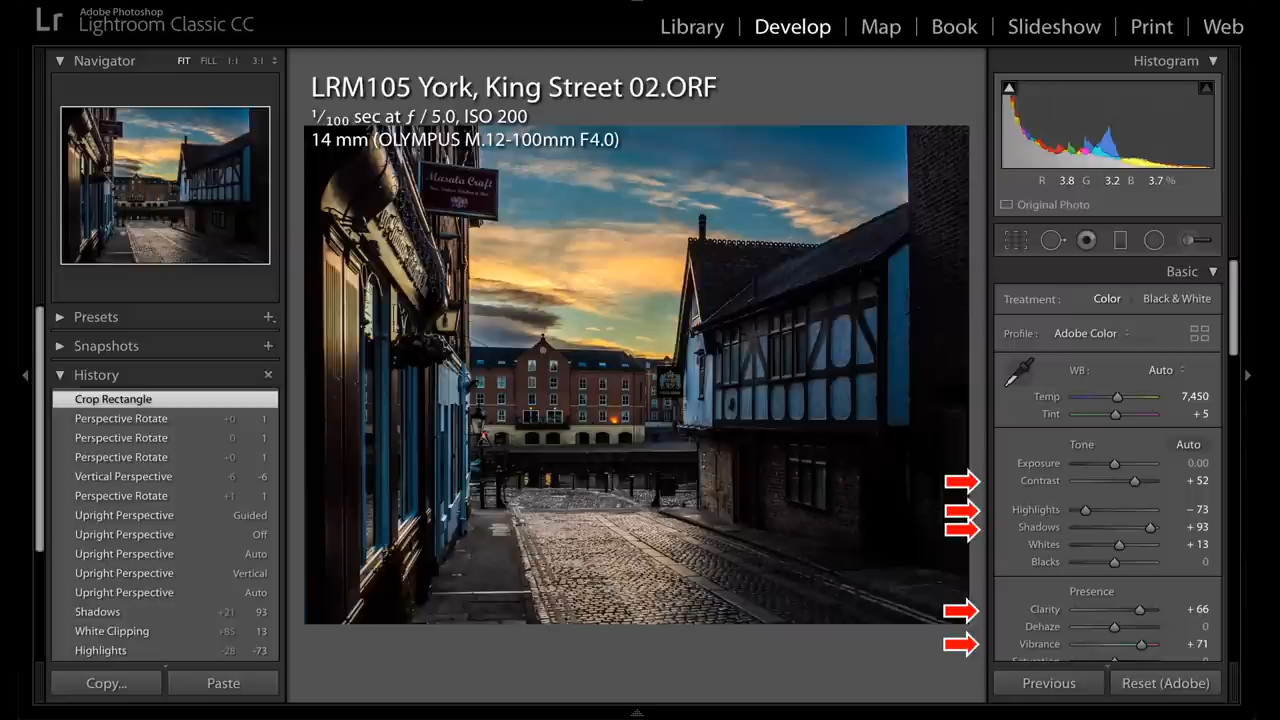 Lr Adobe Photoshop
Lightroom Classic CC
Library | Develop | Map | Book | Slideshow | Print | Web
Navigator FIT FILL 1:1 3:1
Presets
Snapshots
History
Crop Rectangle
Perspective Rotate +0 1
Perspective Rotate 0 1
Perspective Rotate +0 1
Vertical Perspective -6 -6
Perspective Rotate +1 1
Upright Perspective Guided
Upright Perspective Off
Upright Perspective Auto
Upright Perspective Vertical
Upright Perspective Auto
Shadows +21 93
White Clipping +85 13
Highlights -28 -73
Copy... Paste
LRM105 York, King Street 02.ORF
1/100 sec at ƒ / 5.0, ISO 200
14 mm (OLYMPUS M.12-100mm F4.0)
Masala Craft
Histogram
R 3.8 G 3.2 B 3.7 %
Original Photo
Basic
Treatment : Color Black & White
Profile : Adobe Color
WB : Auto
Temp 7,450
Tint + 5
Tone Auto
Exposure 0.00
Contrast + 52
Highlights − 73
Shadows + 93
Whites + 13
Blacks 0
Presence
Clarity + 66
Dehaze 0
Vibrance + 71
Saturation 0
Previous Reset (Adobe)